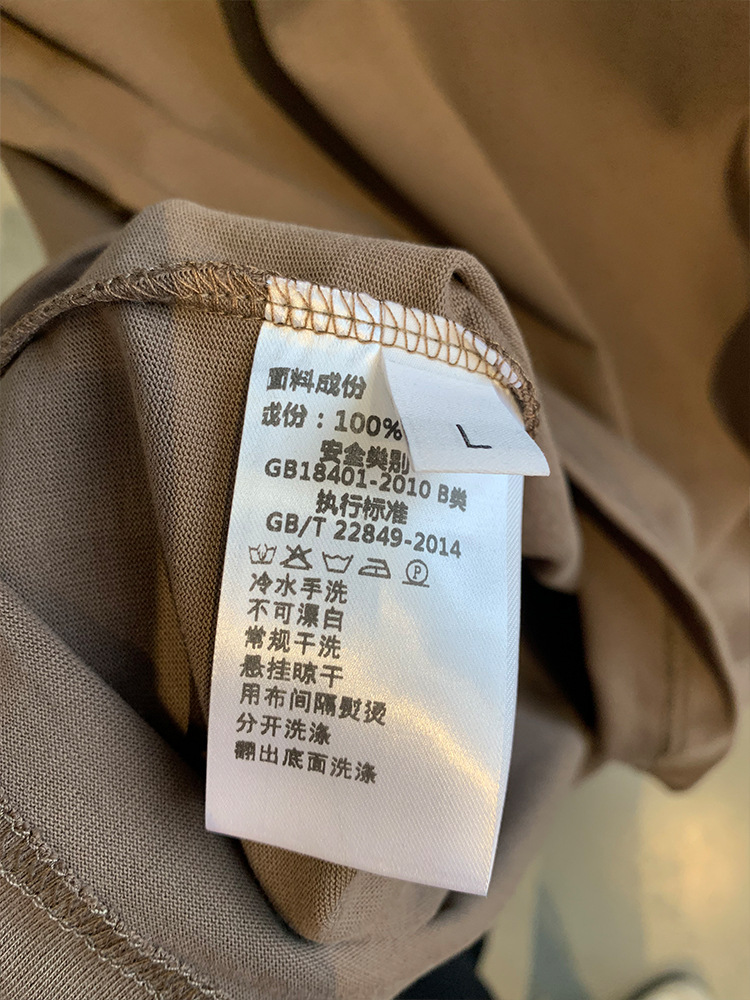 面料成份
成份：100%
L
安全类别
GB18401-2010 B类
执行标准
GB/T 22849-2014
P
冷水手洗
不可漂白
常规干洗
悬挂晾干
用布间隔熨烫
分开洗涤
翻出底面洗涤